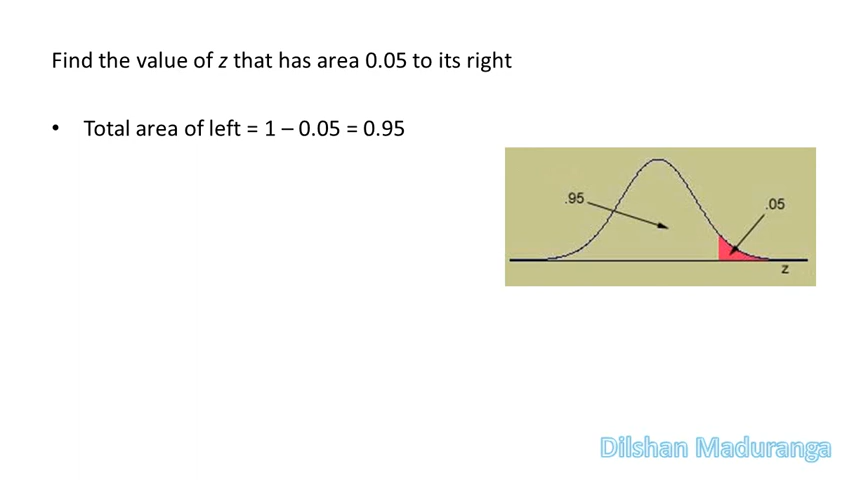 Find the value of z that has area 0.05 to its right
• Total area of left = 1 – 0.05 = 0.95
.95
.05
z
Dilshan Maduranga